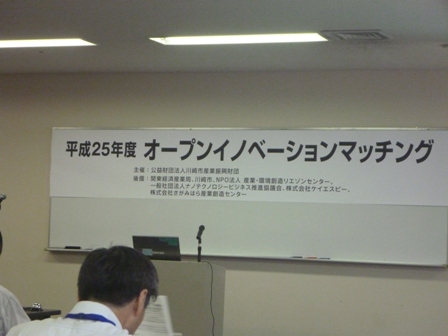 平成25年度 オープンイノベーションマッチング
主催：公益財団法人川崎市産業振興財団
後援：関東経済産業局、川崎市、NPO法人 産業・環境創造リエゾンセンター、
一般社団法人ナノテクノロジービジネス推進協議会、株式会社ケイエスピー、
株式会社さがみはら産業創造センター